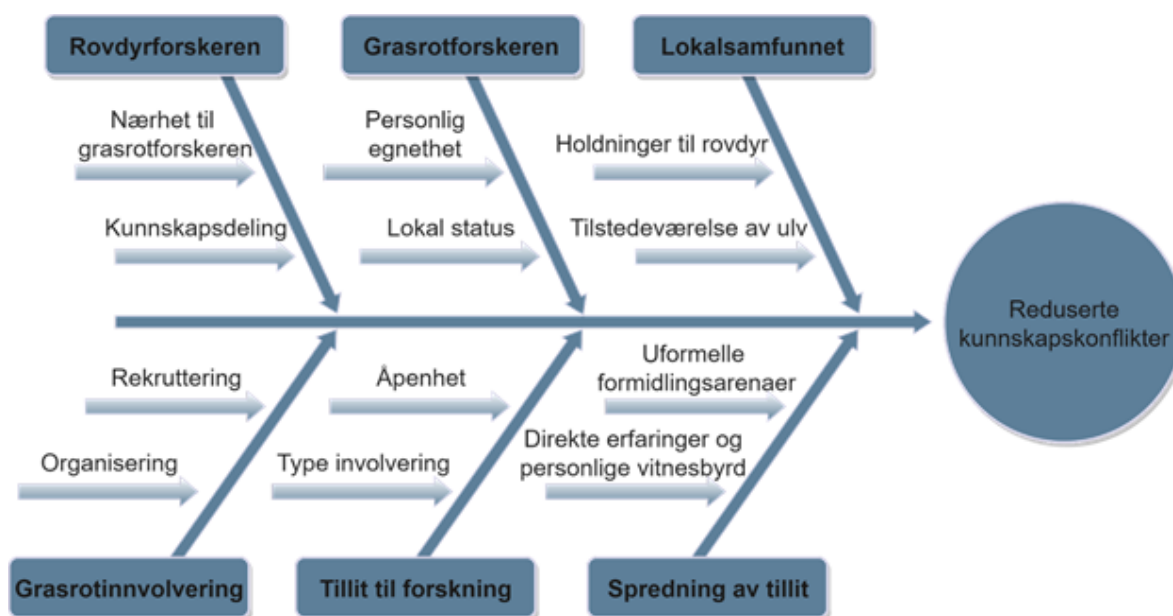 Rovdyrforskeren
Grasrotforskeren
Lokalsamfunnet
Nærhet til
grasrotforskeren
Personlig
egnethet
Holdninger til rovdyr
Kunnskapsdeling
Lokal status
Tilstedeværelse av ulv
Reduserte
kunnskapskonflikter
Rekruttering
Åpenhet
Uformelle
formidlingsarenaer
Organisering
Type involvering
Direkte erfaringer og
personlige vitnesbyrd
Grasrotinnvolvering
Tillit til forskning
Spredning av tillit